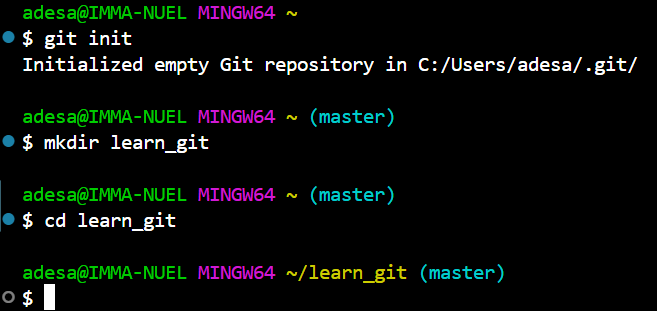 adesa@IMMA-NUEL MINGW64 ~
$ git init
Initialized empty Git repository in C:/Users/adesa/.git/
adesa@IMMA-NUEL MINGW64 ~ (master)
$ mkdir learn_git
adesa@IMMA-NUEL MINGW64 ~ (master)
$ cd learn_git
adesa@IMMA-NUEL MINGW64 ~/learn_git (master)
$